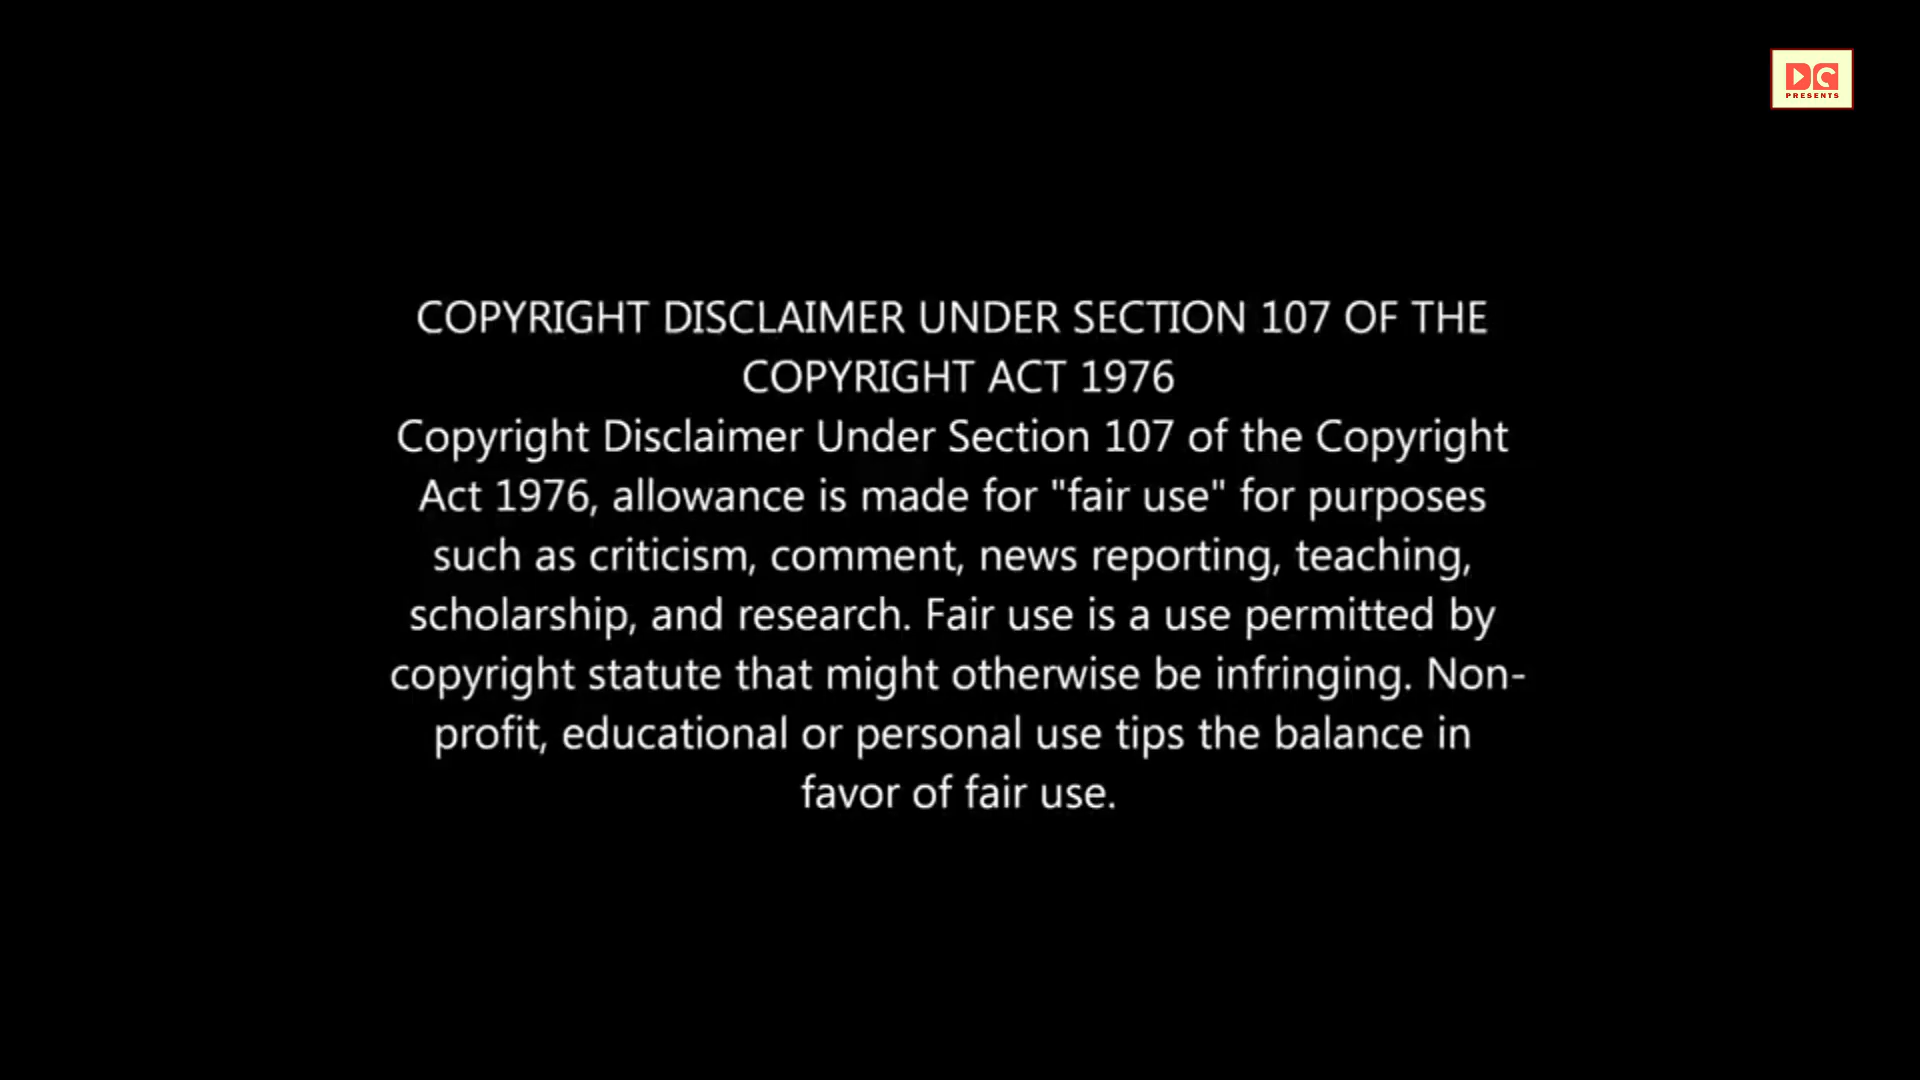 DC
PRESENTS
COPYRIGHT DISCLAIMER UNDER SECTION 107 OF THE
COPYRIGHT ACT 1976
Copyright Disclaimer Under Section 107 of the Copyright
Act 1976, allowance is made for "fair use" for purposes
such as criticism, comment, news reporting, teaching,
scholarship, and research. Fair use is a use permitted by
copyright statute that might otherwise be infringing. Non-
profit, educational or personal use tips the balance in
favor of fair use.